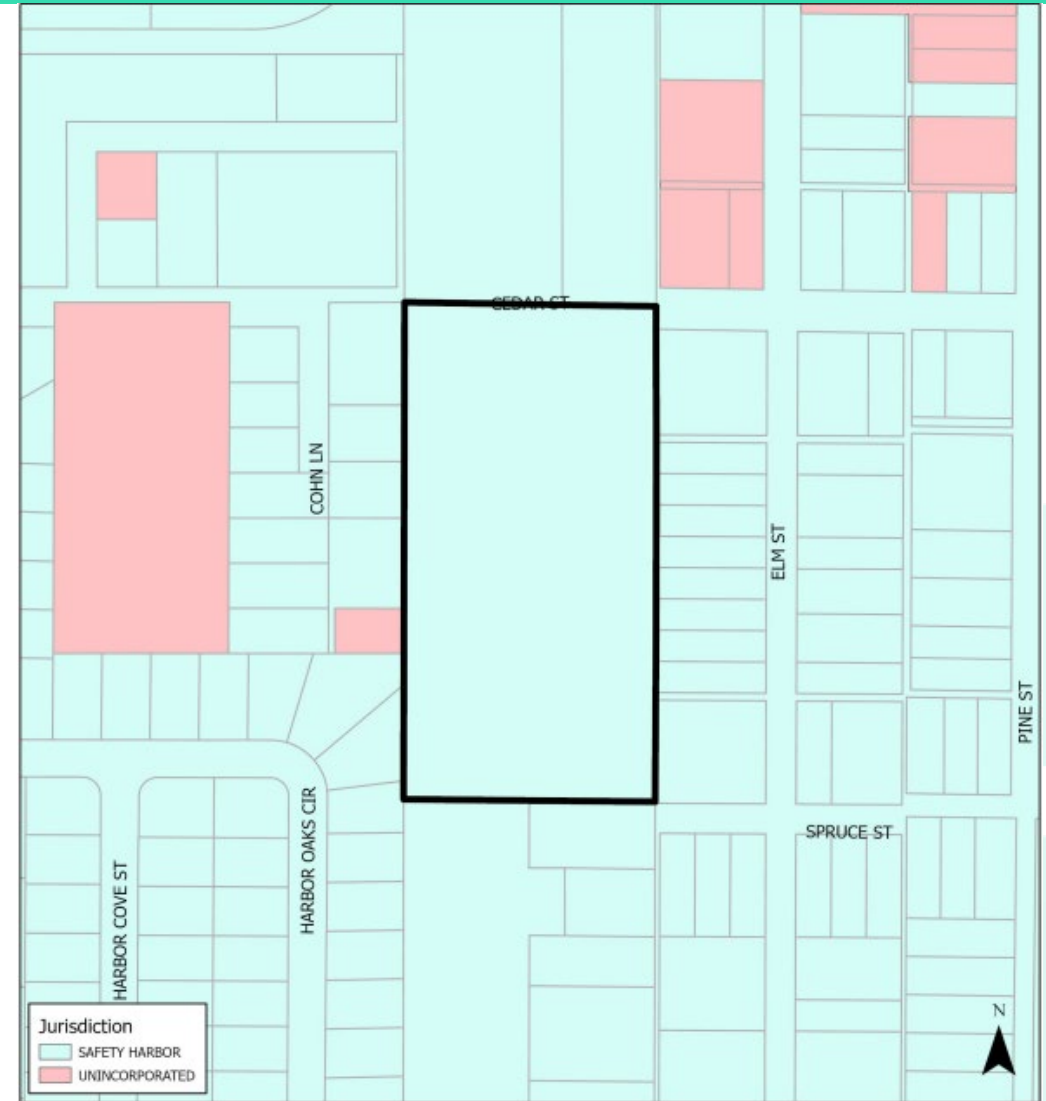 CEDAR ST
COHN LN
ELM ST
PINE ST
HARBOR OAKS CIR
SPRUCE ST
HARBOR COVE ST
N
Jurisdiction
SAFETY HARBOR
UNINCORPORATED